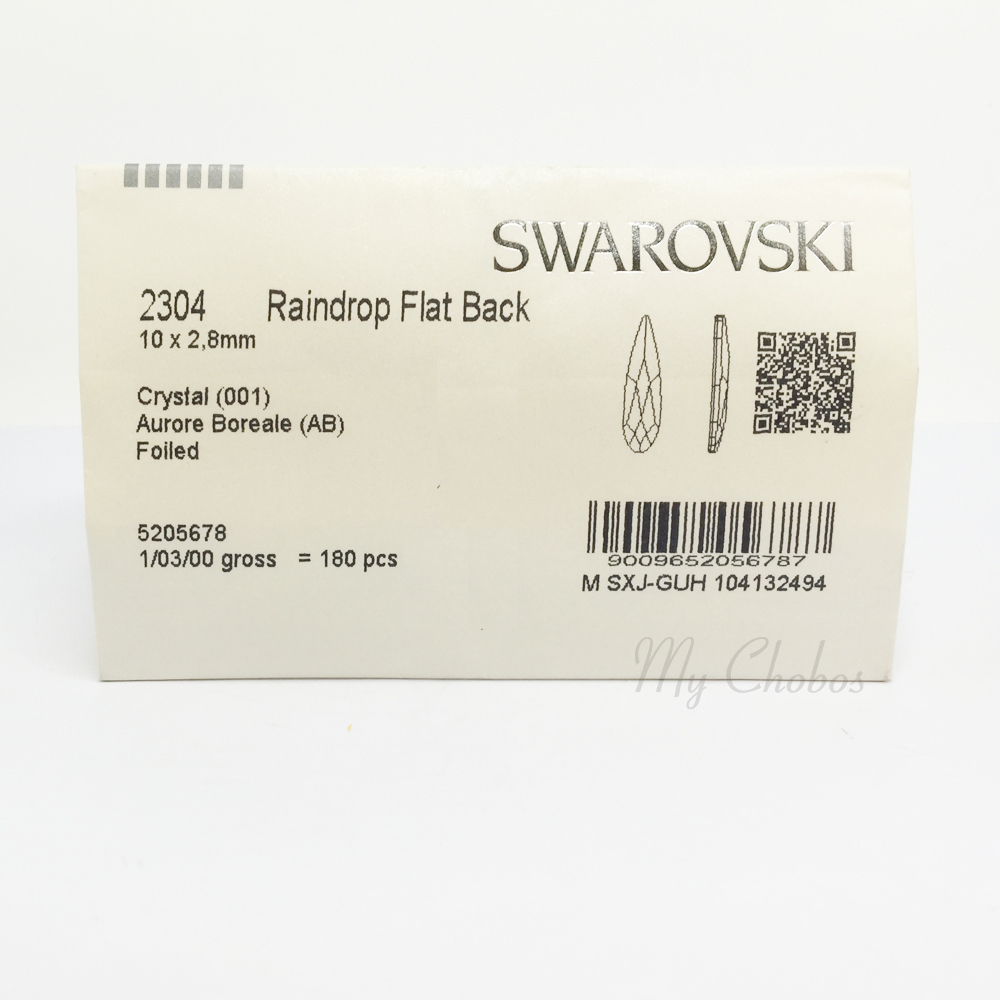 SWAROVSKI
2304 Raindrop Flat Back
10 x 2,8mm
Crystal (001)
Aurore Boreale (AB)
Foiled
5205678
1/03/00 gross = 180 pcs
9009652056787
M SXJ-GUH 104132494
My Chobos